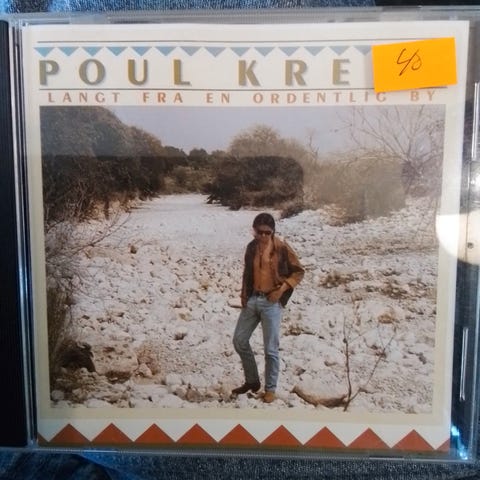 POUL KRE
40
LANGT FRA EN ORDENTLIG BY